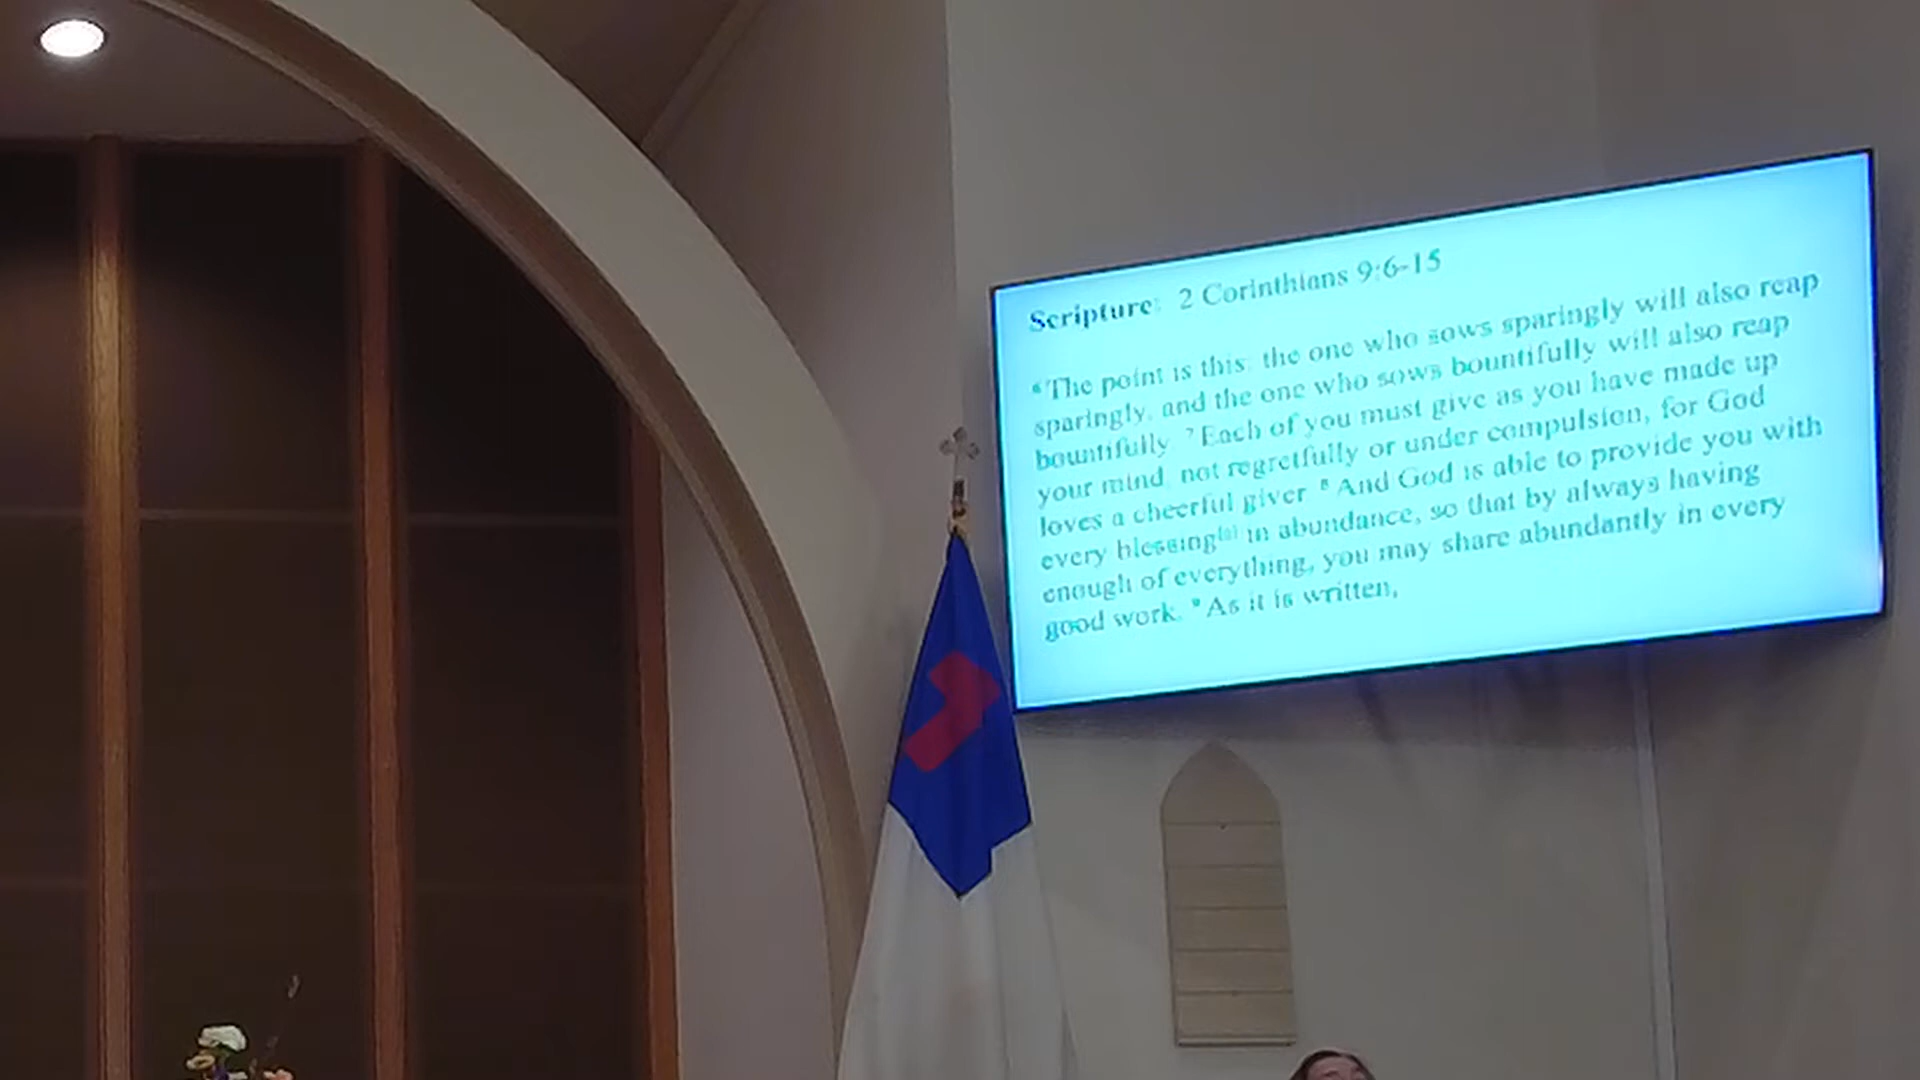 Scripture: 2 Corinthians 9:6-15
⁶The point is this: the one who sows sparingly will also reap
sparingly, and the one who sows bountifully will also reap
bountifully. ⁷Each of you must give as you have made up
your mind, not regretfully or under compulsion, for God
loves a cheerful giver. ⁸And God is able to provide you with
every blessing[a] in abundance, so that by always having
enough of everything, you may share abundantly in every
good work. ⁹As it is written,